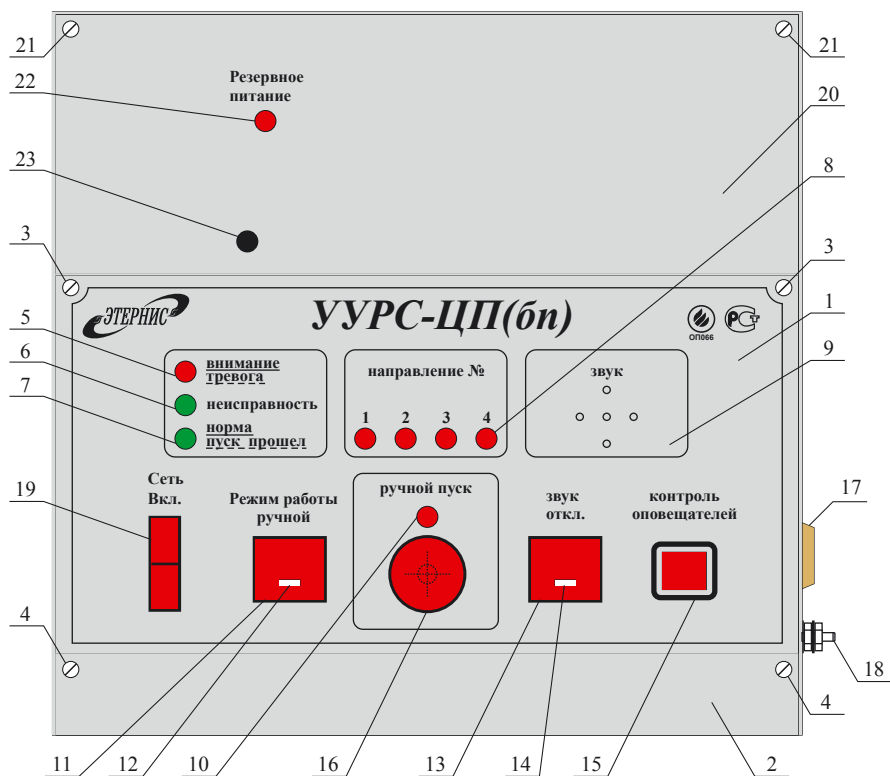 21
21
22
Резервное
питание
20
23
8
3
3
ЭТЕРНИС
УУРС-ЦП(бп)
ОП066
РСТ
1
5
6
7
внимание
тревога
неисправность
норма
пуск прошел
направление №
1 2 3 4
звук
9
19
Сеть
Вкл.
Режим работы
ручной
ручной пуск
звук
откл.
контроль
оповещателей
17
4
18
4
11
12
10
16
13
14
15
2